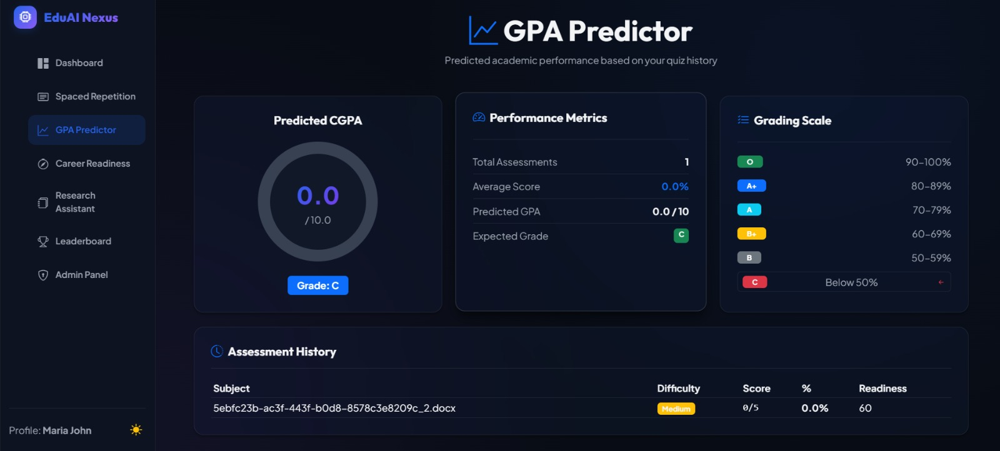 EduAI Nexus
Dashboard
Spaced Repetition
GPA Predictor
Career Readiness
Research
Assistant
Leaderboard
Admin Panel
Profile: Maria John
GPA Predictor
Predicted academic performance based on your quiz history
Predicted CGPA
0.0
/ 10.0
Grade: C
Performance Metrics
Total Assessments 1
Average Score 0.0%
Predicted GPA 0.0 / 10
Expected Grade C
Grading Scale
O 90–100%
A+ 80–89%
A 70–79%
B+ 60–69%
B 50–59%
C Below 50% ←
Assessment History
Subject Difficulty Score % Readiness
5ebfc23b-ac3f-443f-b0d8-8578c3e8209c_2.docx Medium 0/5 0.0% 60